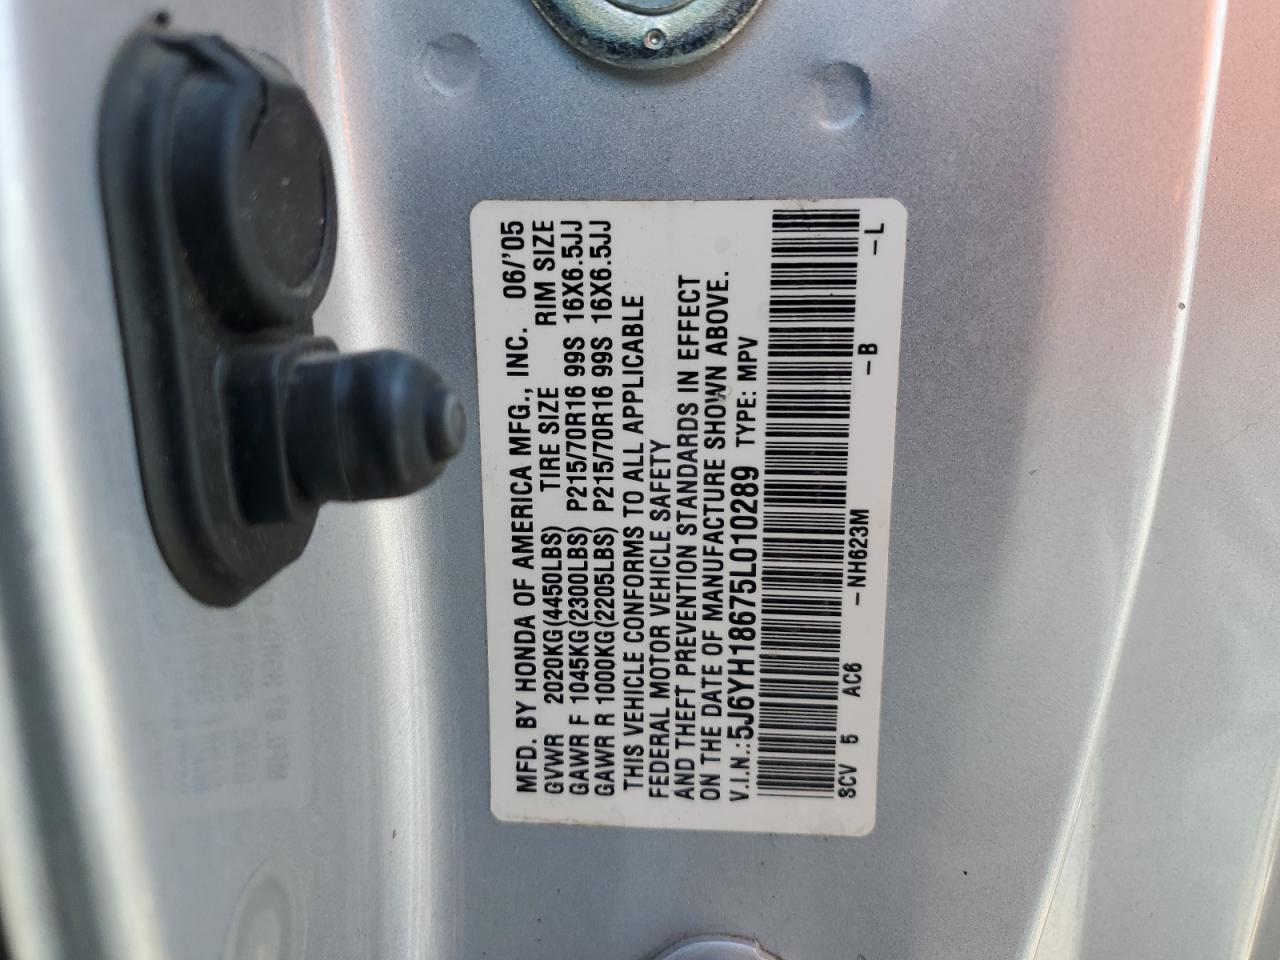 MFD. BY HONDA OF AMERICA MFG., INC. 06/'05
GVWR 2020KG(4450LBS) TIRE SIZE RIM SIZE
GAWR F 1045KG(2300LBS) P215/70R16 99S 16X6.5JJ
GAWR R 1000KG(2205LBS) P215/70R16 99S 16X6.5JJ
THIS VEHICLE CONFORMS TO ALL APPLICABLE
FEDERAL MOTOR VEHICLE SAFETY
AND THEFT PREVENTION STANDARDS IN EFFECT
ON THE DATE OF MANUFACTURE SHOWN ABOVE.
V.I.N.:5J6YH18675L010289 TYPE: MPV
SCV 5 AC6 –NH623M –B –L